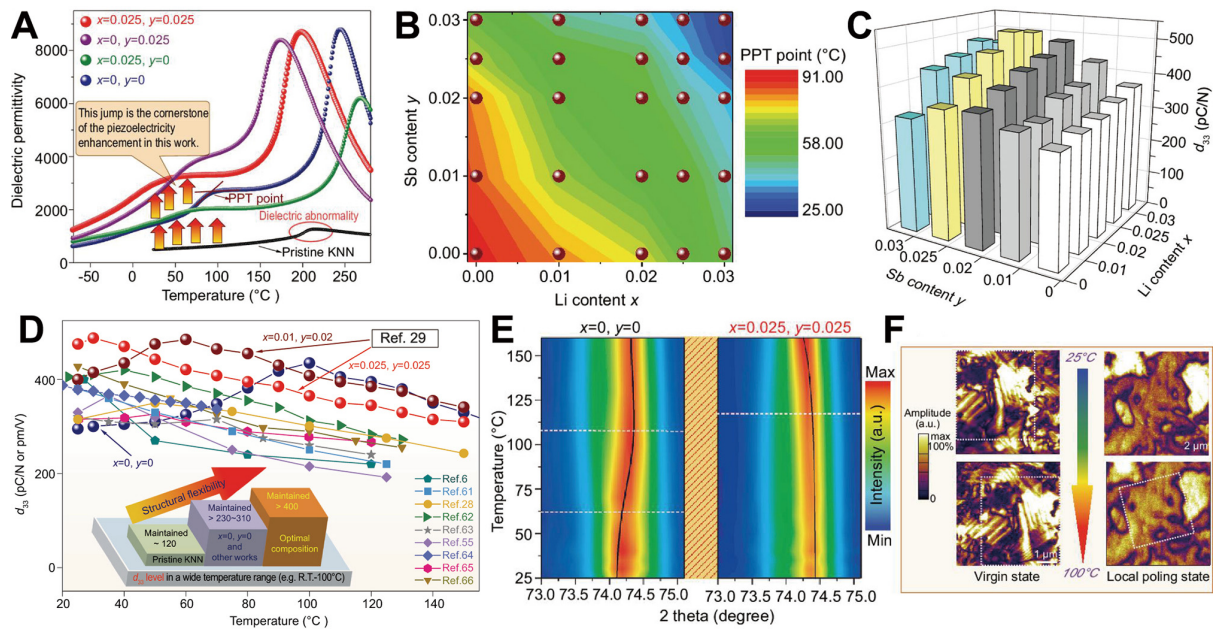 A
x=0.025, y=0.025
x=0, y=0.025
x=0.025, y=0
x=0, y=0
8000
6000
4000
2000
0
Dielectric permittivity
This jump is the cornerstone
of the piezoelectricity
enhancement in this work.
PPT point
Dielectric abnormality
Pristine KNN
-50 0 50 100 150 200 250
Temperature (°C )
B
0.03
0.02
0.01
0.00
Sb content y
0.00 0.01 0.02 0.03
Li content x
PPT point (°C)
91.00
58.00
25.00
C
500
400
300
200
100
0
d33 (pC/N)
0.03
0.025
0.02
0.01
0
Sb content y
0.03
0.025
0.02
0.01
0
Li content x
D
400
200
0
d33 (pC/N or pm/V)
x=0.01, y=0.02
Ref. 29
x=0.025, y=0.025
x=0, y=0
Structural flexibility
Maintained
~ 120
Pristine KNN
Maintained
> 230~310
x=0, y=0
and
other works
Maintained
> 400
Optimal
composition
d33 level in a wide temperature range (e.g. R.T.-100°C)
Ref.6
Ref.61
Ref.28
Ref.62
Ref.63
Ref.55
Ref.64
Ref.65
Ref.66
20 40 60 80 100 120 140
Temperature (°C )
E
x=0, y=0
x=0.025, y=0.025
150
125
100
75
50
25
Temperature (°C)
73.0 73.5 74.0 74.5 75.0 73.0 73.5 74.0 74.5 75.0
2 theta (degree)
Max
Intensity (a.u.)
Min
F
25°C
Amplitude
(a.u.)
max
100%
0
2 µm
1 µm
100°C
Virgin state
Local poling state